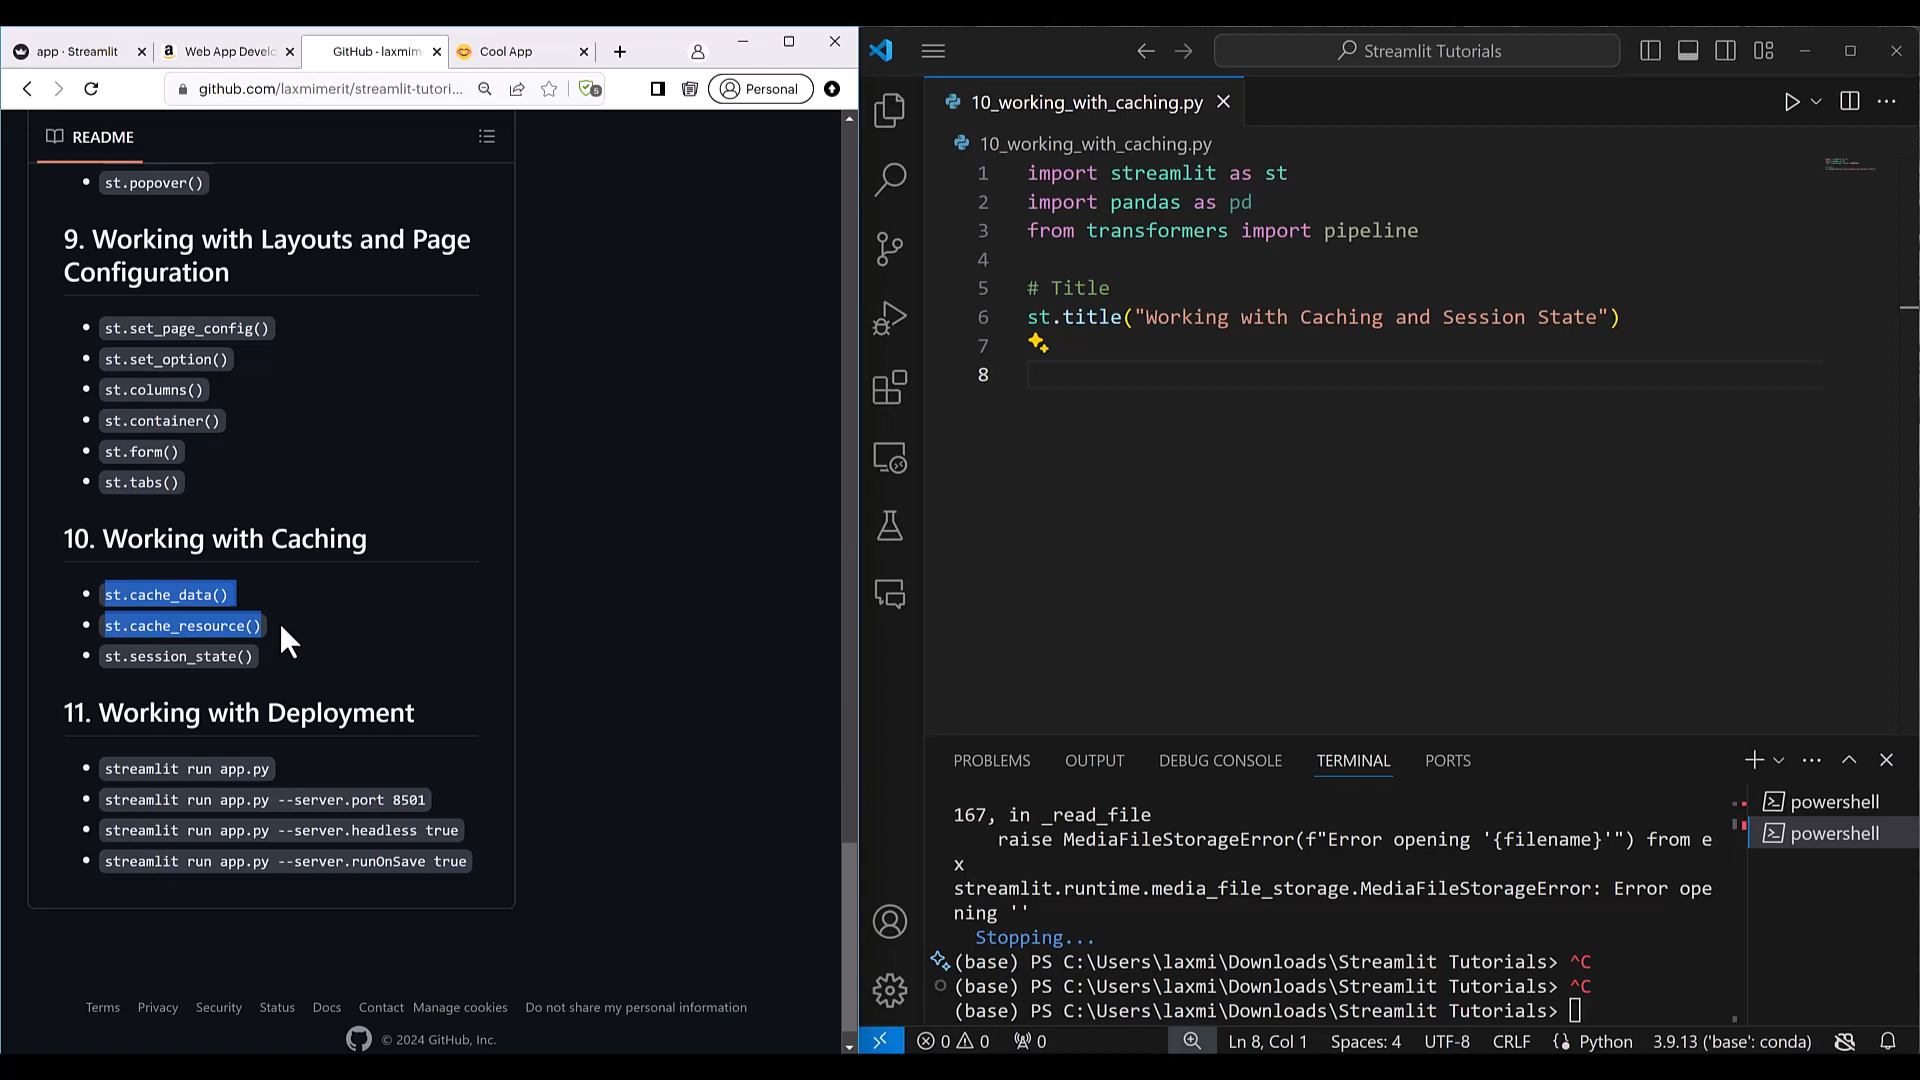 app · Streamlit
Web App Develo
GitHub - laxmim
Cool App
github.com/laxmimerit/streamlit-tutori...
5
Personal
README
st.popover()
9. Working with Layouts and Page
Configuration
st.set_page_config()
st.set_option()
st.columns()
st.container()
st.form()
st.tabs()
10. Working with Caching
st.cache_data()
st.cache_resource()
st.session_state()
11. Working with Deployment
streamlit run app.py
streamlit run app.py --server.port 8501
streamlit run app.py --server.headless true
streamlit run app.py --server.runOnSave true
Terms Privacy Security Status Docs Contact Manage cookies Do not share my personal information
© 2024 GitHub, Inc.
Streamlit Tutorials
10_working_with_caching.py
10_working_with_caching.py
1 import streamlit as st
2 import pandas as pd
3 from transformers import pipeline
4
5 # Title
6 st.title("Working with Caching and Session State")
7
8
PROBLEMS OUTPUT DEBUG CONSOLE TERMINAL PORTS
167, in _read_file
raise MediaFileStorageError(f"Error opening '{filename}'") from e
x
streamlit.runtime.media_file_storage.MediaFileStorageError: Error ope
ning ''
Stopping...
(base) PS C:\Users\laxmi\Downloads\Streamlit Tutorials> ^C
(base) PS C:\Users\laxmi\Downloads\Streamlit Tutorials> ^C
(base) PS C:\Users\laxmi\Downloads\Streamlit Tutorials>
powershell
powershell
0 0 0 Ln 8, Col 1 Spaces: 4 UTF-8 CRLF Python 3.9.13 ('base': conda)